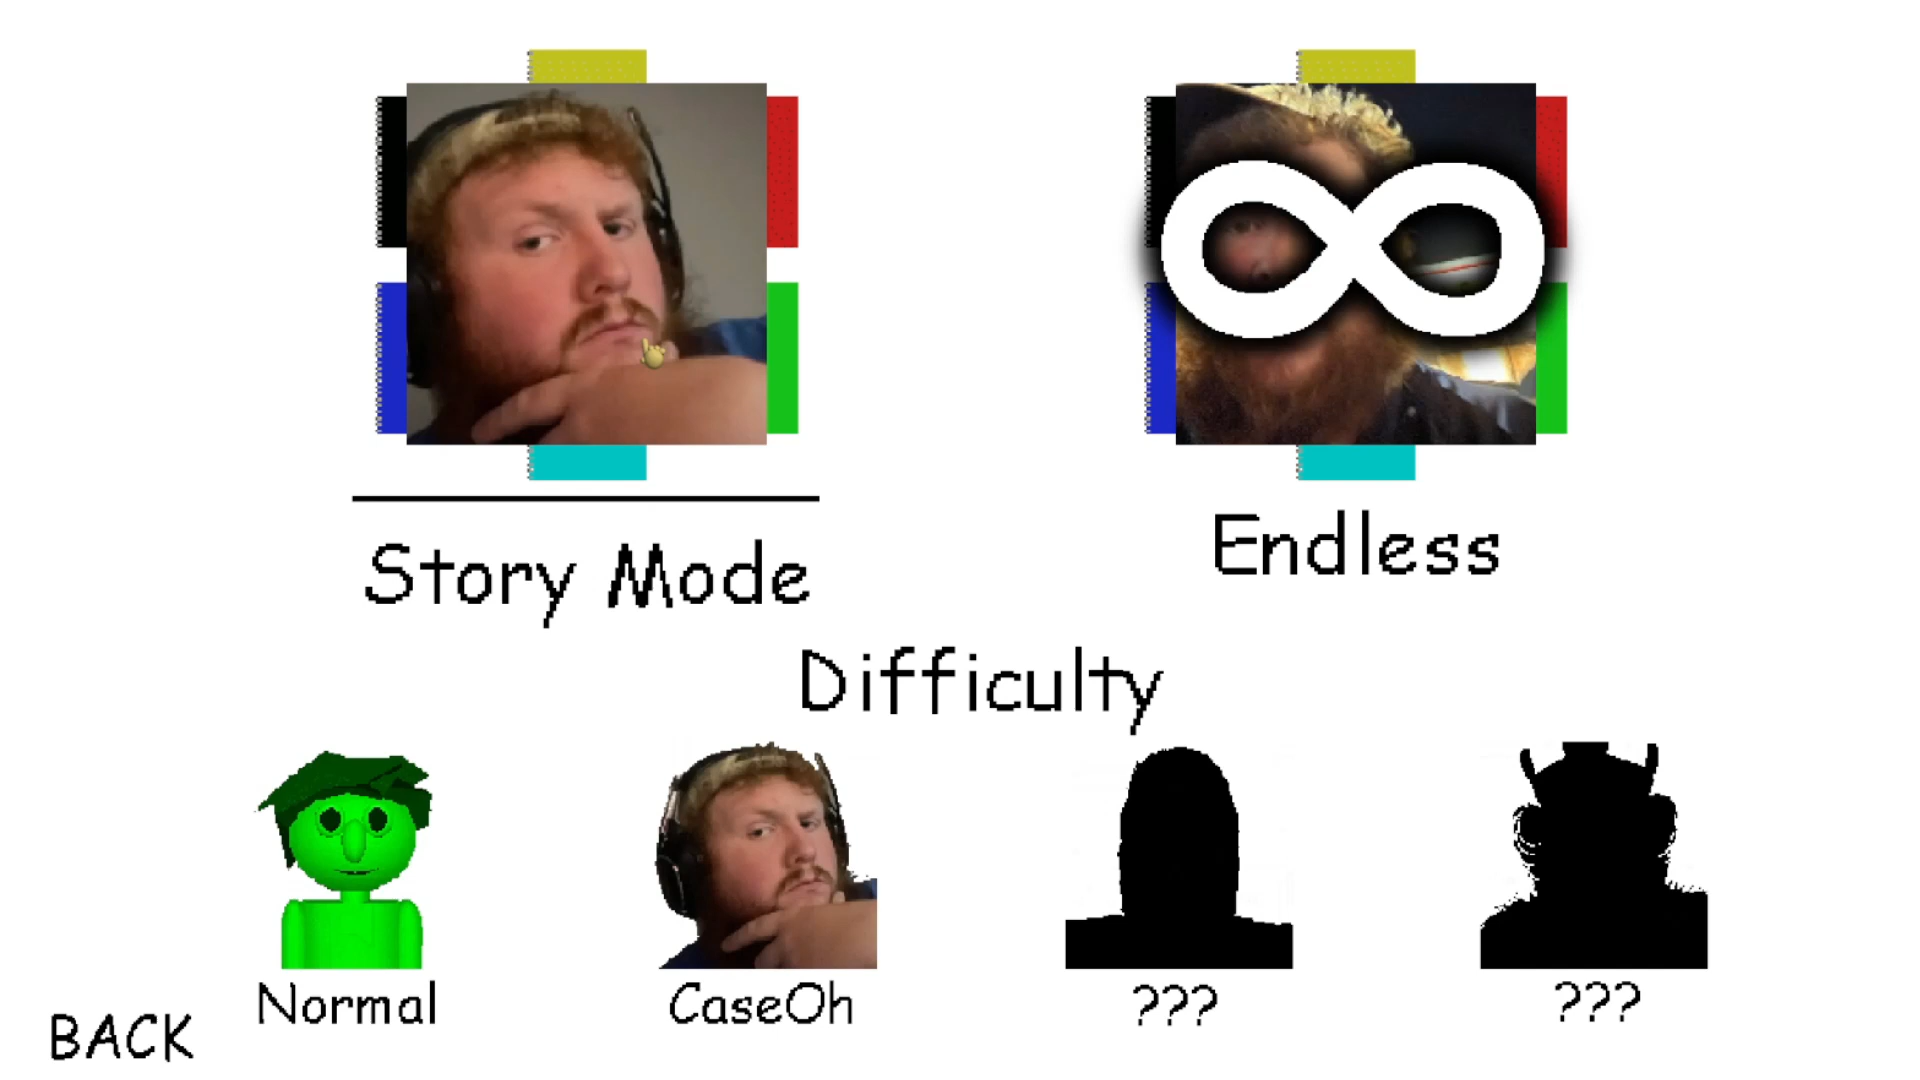 Story Mode
Endless
Difficulty
Normal
CaseOh
???
???
BACK